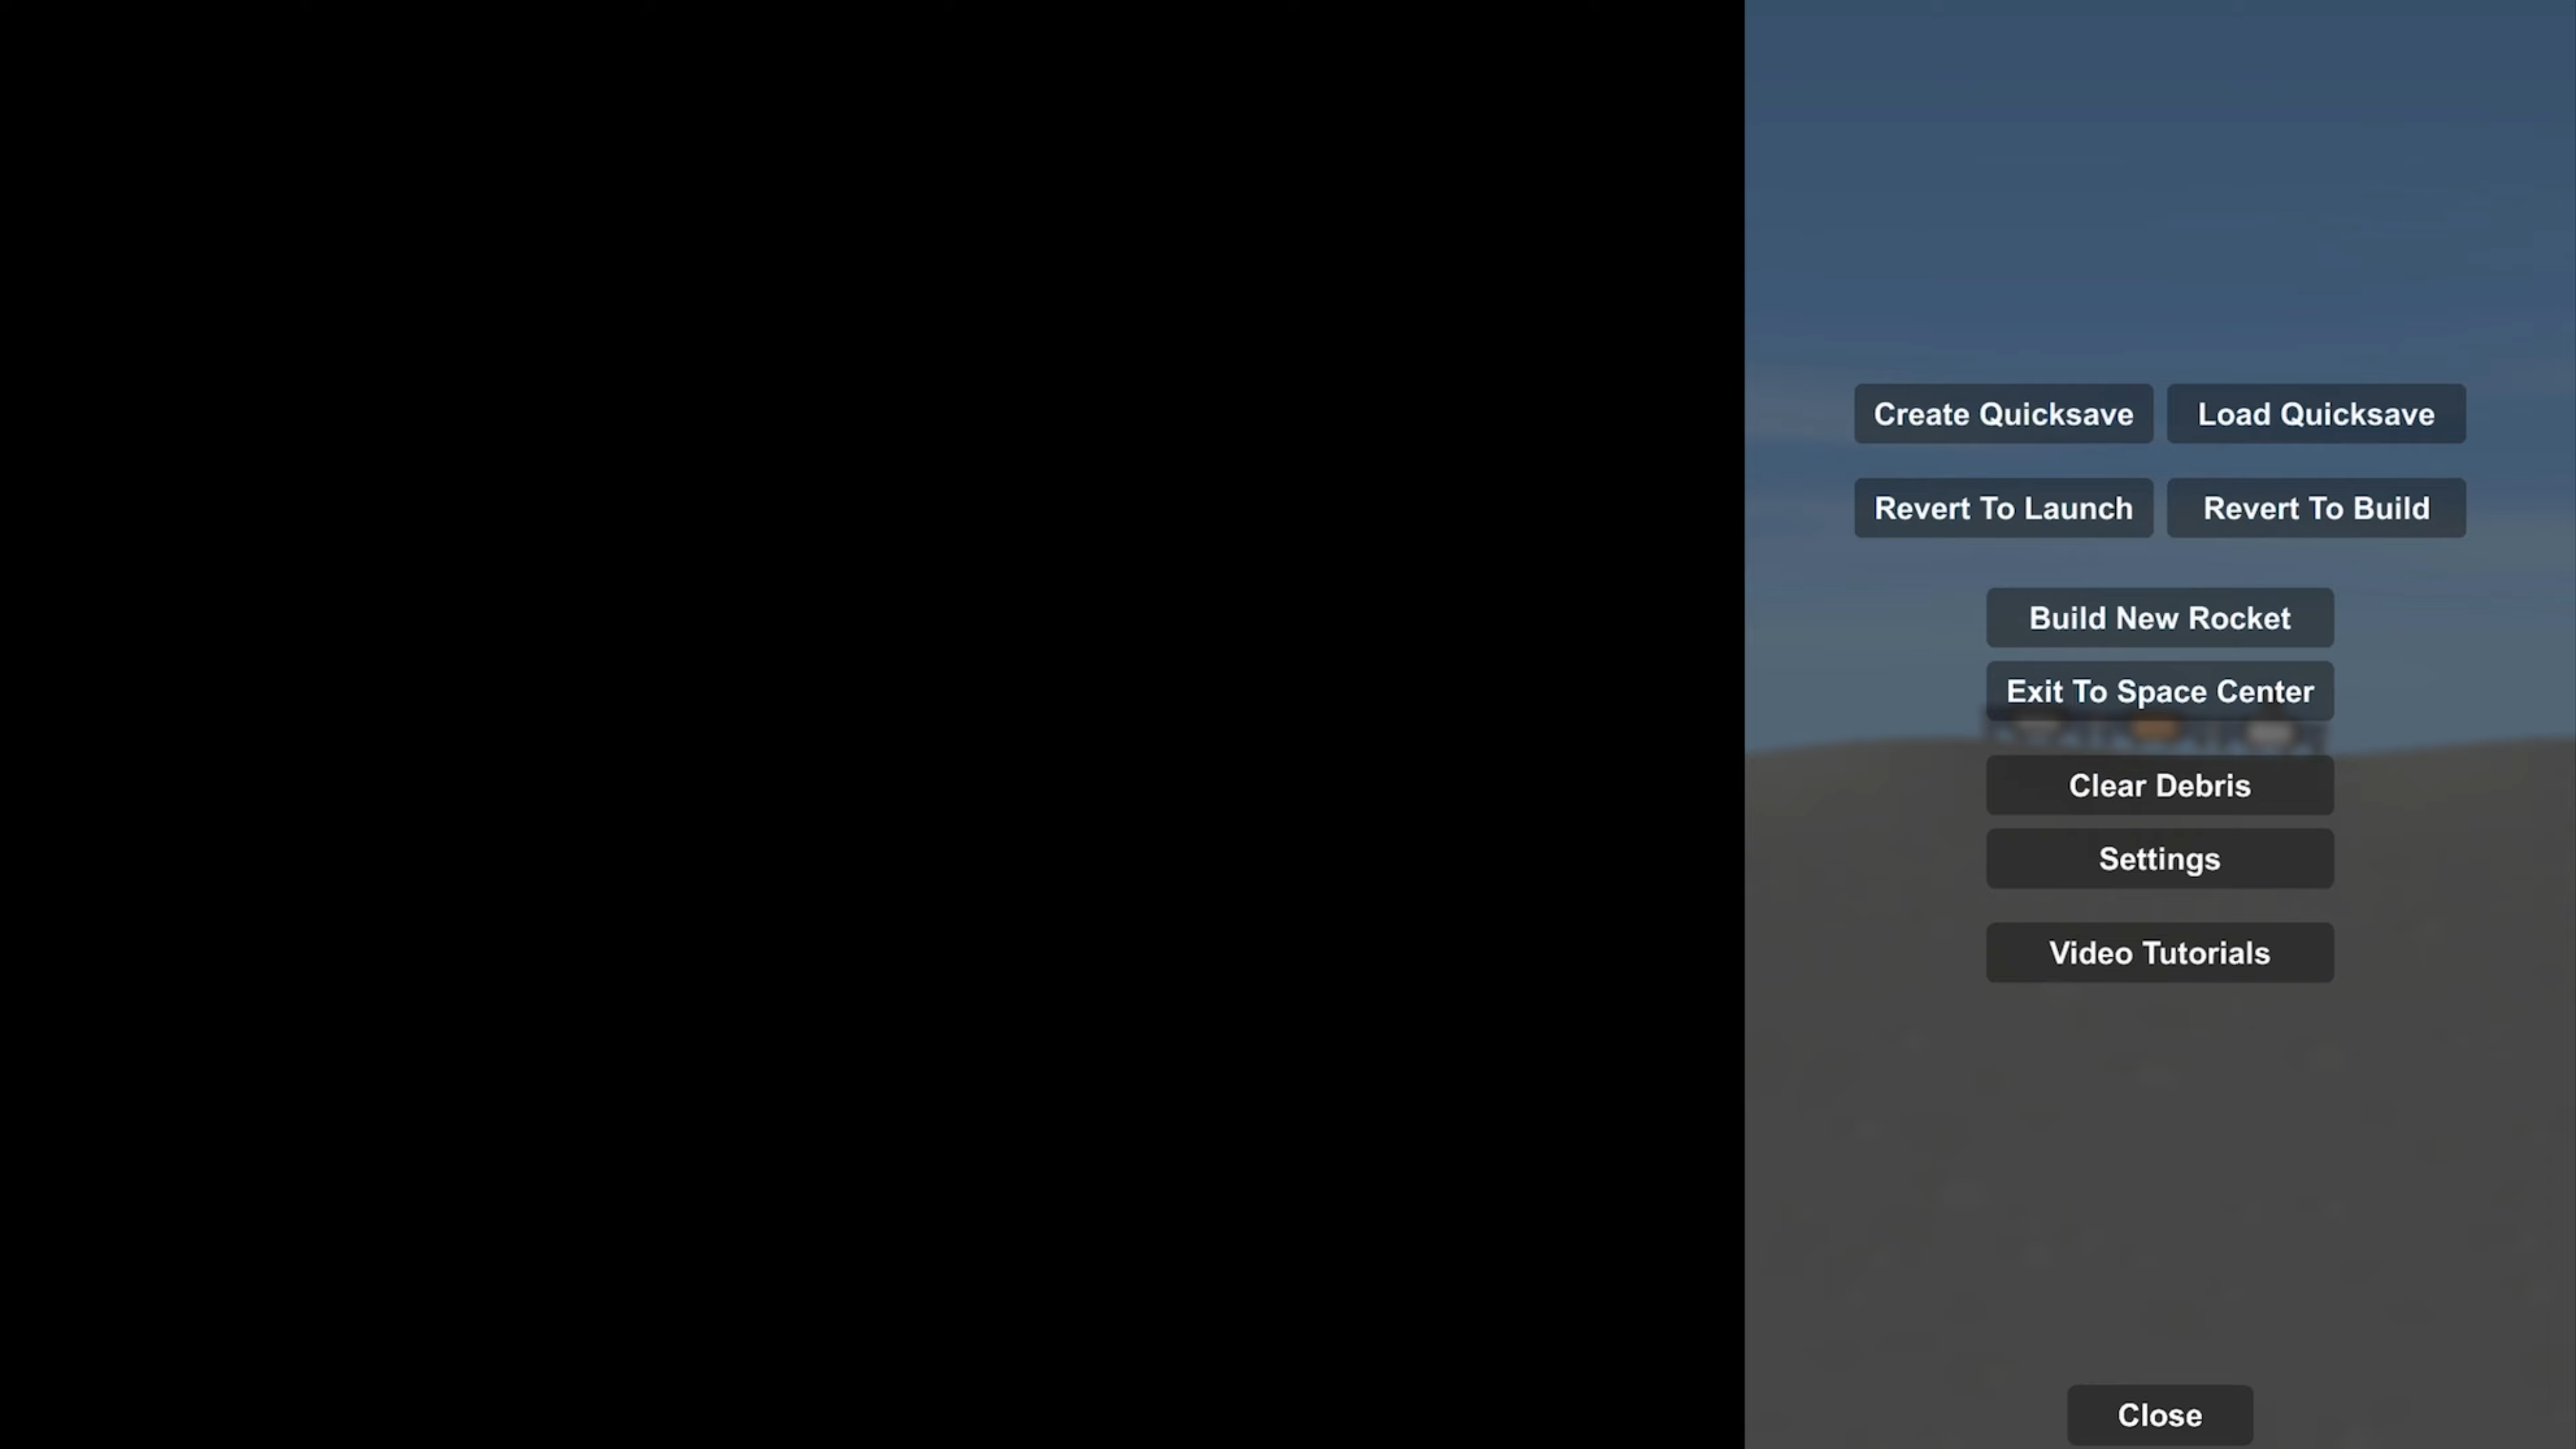 Create Quicksave Load Quicksave
Revert To Launch Revert To Build
Build New Rocket
Exit To Space Center
Clear Debris
Settings
Video Tutorials
Close